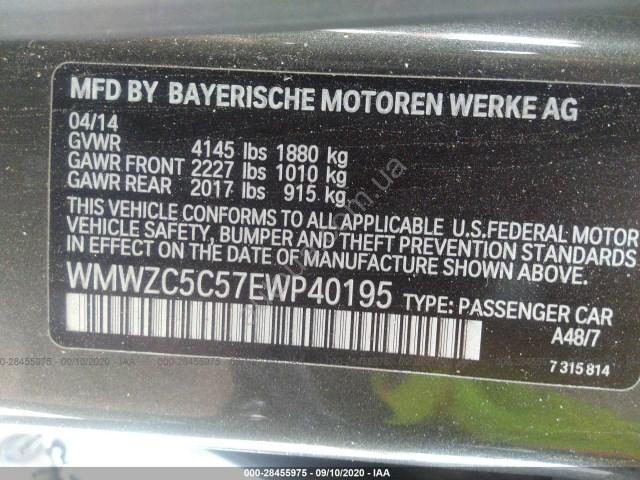 MFD BY BAYERISCHE MOTOREN WERKE AG
04/14
GVWR 4145 lbs 1880 kg
GAWR FRONT 2227 lbs 1010 kg
GAWR REAR 2017 lbs 915 kg
THIS VEHICLE CONFORMS TO ALL APPLICABLE U.S.FEDERAL MOTOR
VEHICLE SAFETY, BUMPER AND THEFT PREVENTION STANDARDS
IN EFFECT ON THE DATE OF
WMWZC5C57EWP40195 TYPE: PASSENGER CAR
A48/7
7 315 814
000-28455975 - 09/10/2020 - IAA